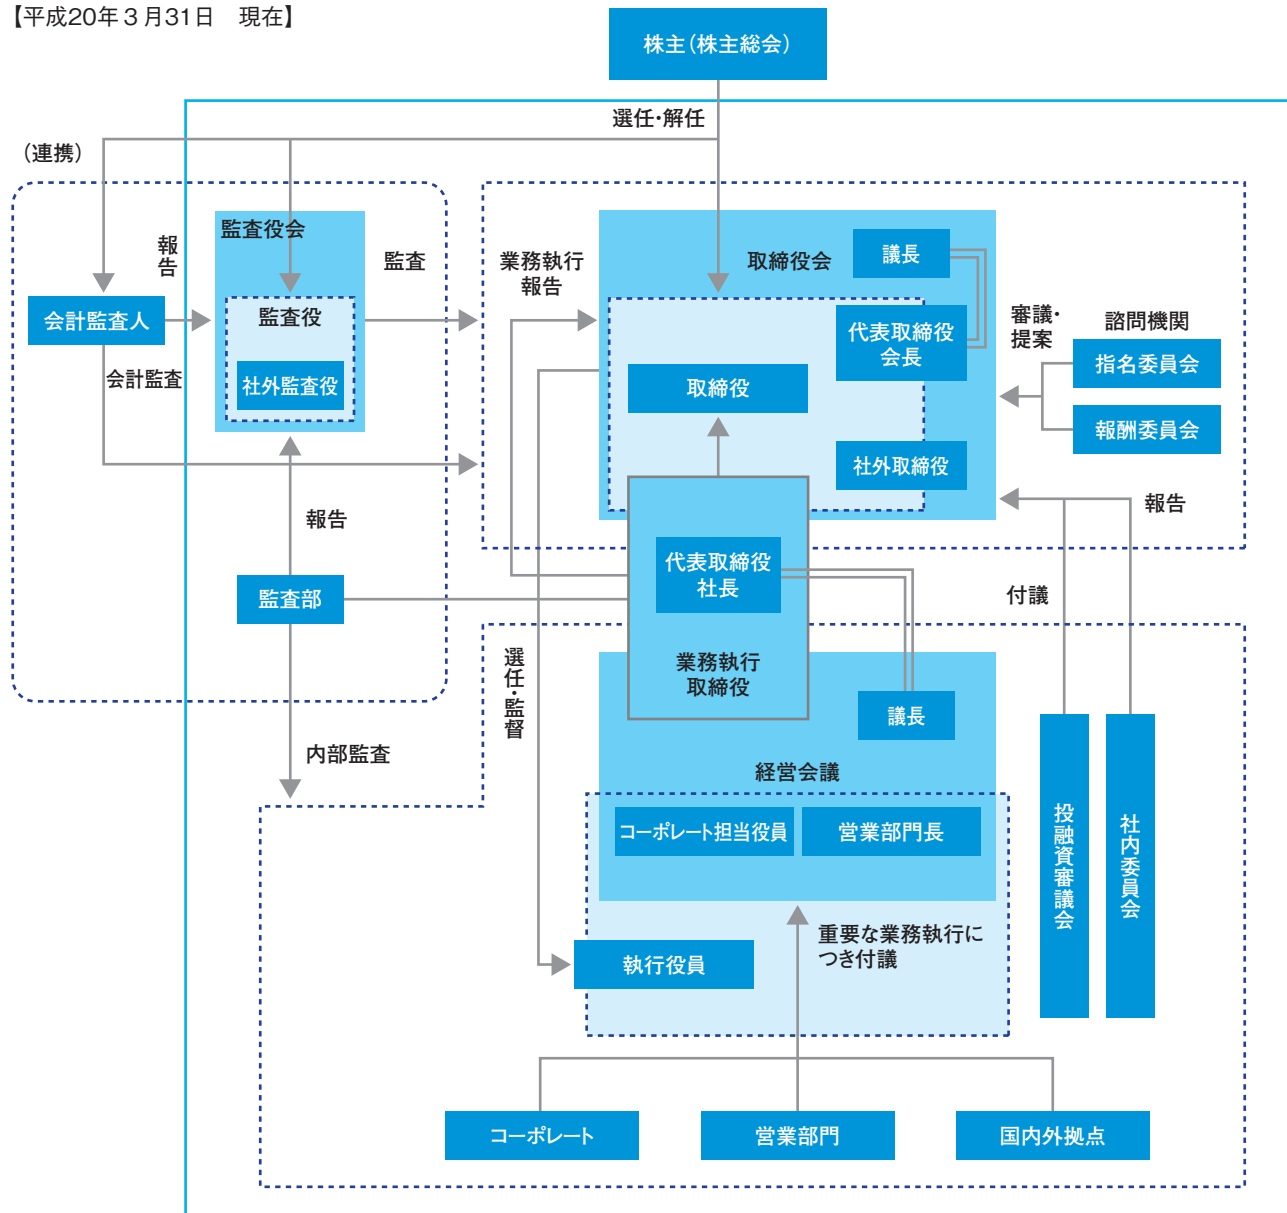 【平成20年３月31日　現在】
株主（株主総会）
選任・解任
（連携）
監査役会
報告
監査
業務執行
報告
取締役会
議長
会計監査人
監査役
代表取締役
会長
審議・
提案
諮問機関
指名委員会
会計監査
社外監査役
取締役
報酬委員会
社外取締役
報告
報告
代表取締役
社長
監査部
付議
選任・監督
業務執行
取締役
議長
内部監査
経営会議
コーポレート担当役員
営業部門長
投融資審議会
社内委員会
重要な業務執行に
つき付議
執行役員
コーポレート
営業部門
国内外拠点